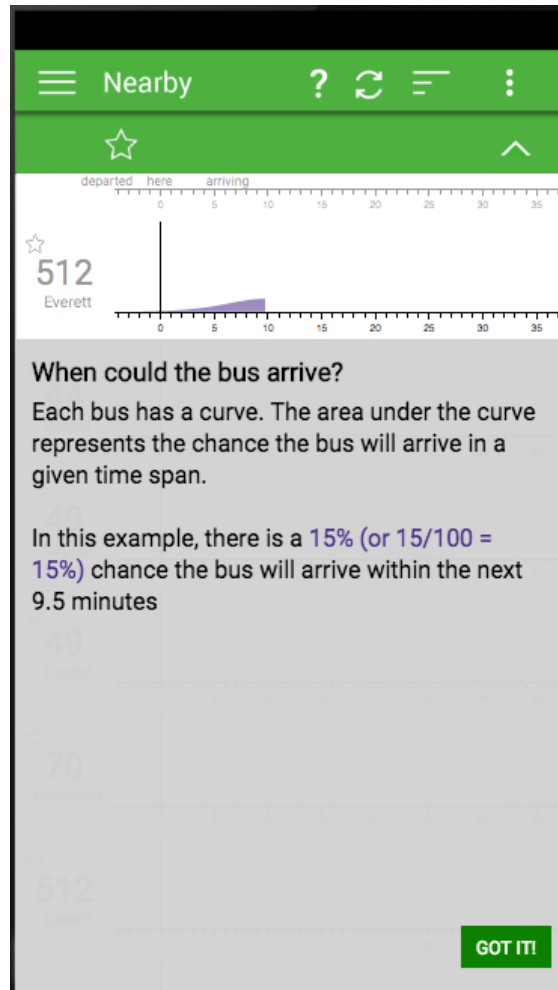 Nearby ?
departed here arriving
0 5 10 15 20 25 30 35
512
Everett
0 5 10 15 20 25 30 35
When could the bus arrive?
Each bus has a curve. The area under the curve
represents the chance the bus will arrive in a
given time span.
In this example, there is a 15% (or 15/100 =
15%) chance the bus will arrive within the next
9.5 minutes
49
70
512
GOT IT!